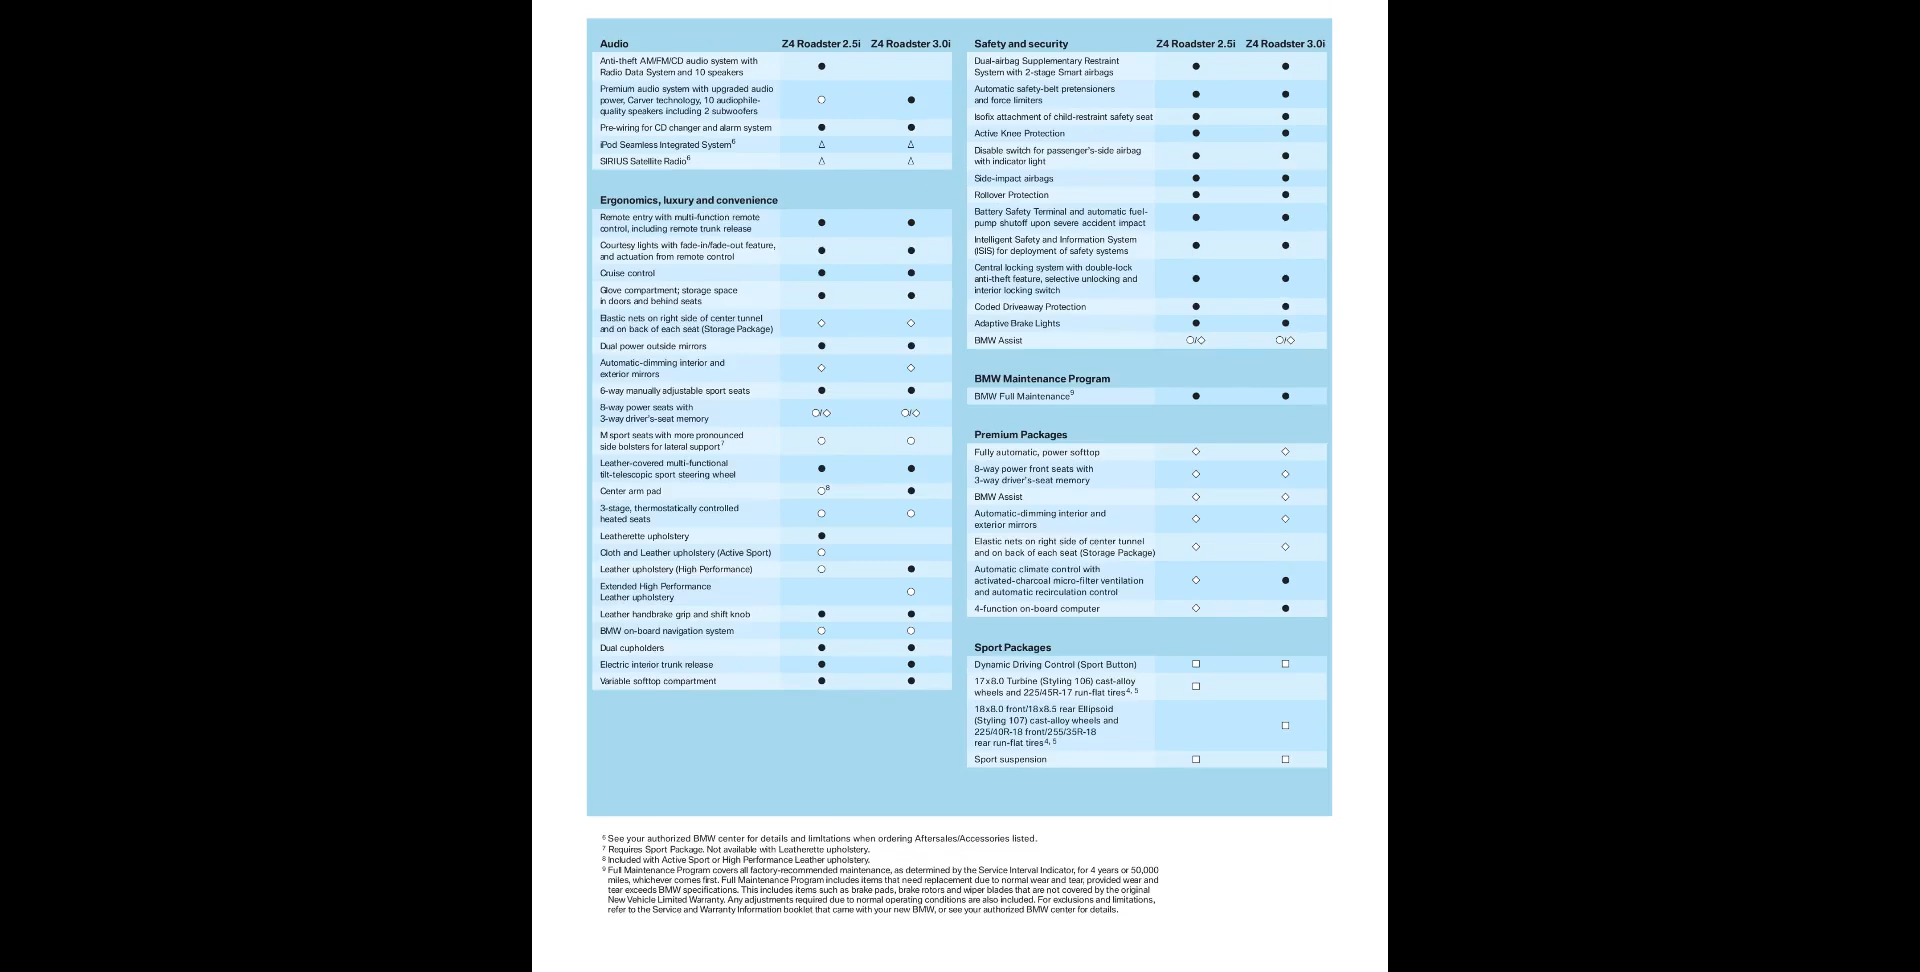 Audio Z4 Roadster 2.5i Z4 Roadster 3.0i
Anti-theft AM/FM/CD audio system with
Radio Data System and 10 speakers ●
Premium audio system with upgraded audio
power, Carver technology, 10 audiophile-
quality speakers including 2 subwoofers ○ ●
Pre-wiring for CD changer and alarm system ● ●
iPod Seamless Integrated System⁶ △ △
SIRIUS Satellite Radio⁶ △ △
Ergonomics, luxury and convenience
Remote entry with multi-function remote
control, including remote trunk release ● ●
Courtesy lights with fade-in/fade-out feature,
and actuation from remote control ● ●
Cruise control ● ●
Glove compartment; storage space
in doors and behind seats ● ●
Elastic nets on right side of center tunnel
and on back of each seat (Storage Package) ◇ ◇
Dual power outside mirrors ● ●
Automatic-dimming interior and
exterior mirrors ◇ ◇
6-way manually adjustable sport seats ● ●
8-way power seats with
3-way driver's-seat memory ○/◇ ○/◇
M sport seats with more pronounced
side bolsters for lateral support⁷ ○ ○
Leather-covered multi-functional
tilt-telescopic sport steering wheel ● ●
Center arm pad ○⁸ ●
3-stage, thermostatically controlled
heated seats ○ ○
Leatherette upholstery ●
Cloth and Leather upholstery (Active Sport) ○
Leather upholstery (High Performance) ○ ●
Extended High Performance
Leather upholstery ○
Leather handbrake grip and shift knob ● ●
BMW on-board navigation system ○ ○
Dual cupholders ● ●
Electric interior trunk release ● ●
Variable softtop compartment ● ●
Safety and security Z4 Roadster 2.5i Z4 Roadster 3.0i
Dual-airbag Supplementary Restraint
System with 2-stage Smart airbags ● ●
Automatic safety-belt pretensioners
and force limiters ● ●
Isofix attachment of child-restraint safety seat ● ●
Active Knee Protection ● ●
Disable switch for passenger's-side airbag
with indicator light ● ●
Side-impact airbags ● ●
Rollover Protection ● ●
Battery Safety Terminal and automatic fuel-
pump shutoff upon severe accident impact ● ●
Intelligent Safety and Information System
(ISIS) for deployment of safety systems ● ●
Central locking system with double-lock
anti-theft feature, selective unlocking and
interior locking switch ● ●
Coded Driveaway Protection ● ●
Adaptive Brake Lights ● ●
BMW Assist ○/◇ ○/◇
BMW Maintenance Program
BMW Full Maintenance⁹ ● ●
Premium Packages
Fully automatic, power softtop ◇ ◇
8-way power front seats with
3-way driver's-seat memory ◇ ◇
BMW Assist ◇ ◇
Automatic-dimming interior and
exterior mirrors ◇ ◇
Elastic nets on right side of center tunnel
and on back of each seat (Storage Package) ◇ ◇
Automatic climate control with
activated-charcoal micro-filter ventilation
and automatic recirculation control ◇ ●
4-function on-board computer ◇ ●
Sport Packages
Dynamic Driving Control (Sport Button) □ □
17x8.0 Turbine (Styling 106) cast-alloy
wheels and 225/45R-17 run-flat tires⁴, ⁵ □
18x8.0 front/18x8.5 rear Ellipsoid
(Styling 107) cast-alloy wheels and
225/40R-18 front/255/35R-18
rear run-flat tires⁴, ⁵ □
Sport suspension □ □
⁶ See your authorized BMW center for details and limitations when ordering Aftersales/Accessories listed.
⁷ Requires Sport Package. Not available with Leatherette upholstery.
⁸ Included with Active Sport or High Performance Leather upholstery.
⁹ Full Maintenance Program covers all factory-recommended maintenance, as determined by the Service Interval Indicator, for 4 years or 50,000
miles, whichever comes first. Full Maintenance Program includes items that need replacement due to normal wear and tear, provided wear and
tear exceeds BMW specifications. This includes items such as brake pads, brake rotors and wiper blades that are not covered by the original
New Vehicle Limited Warranty. Any adjustments required due to normal operating conditions are also included. For exclusions and limitations,
refer to the Service and Warranty Information booklet that came with your new BMW, or see your authorized BMW center for details.